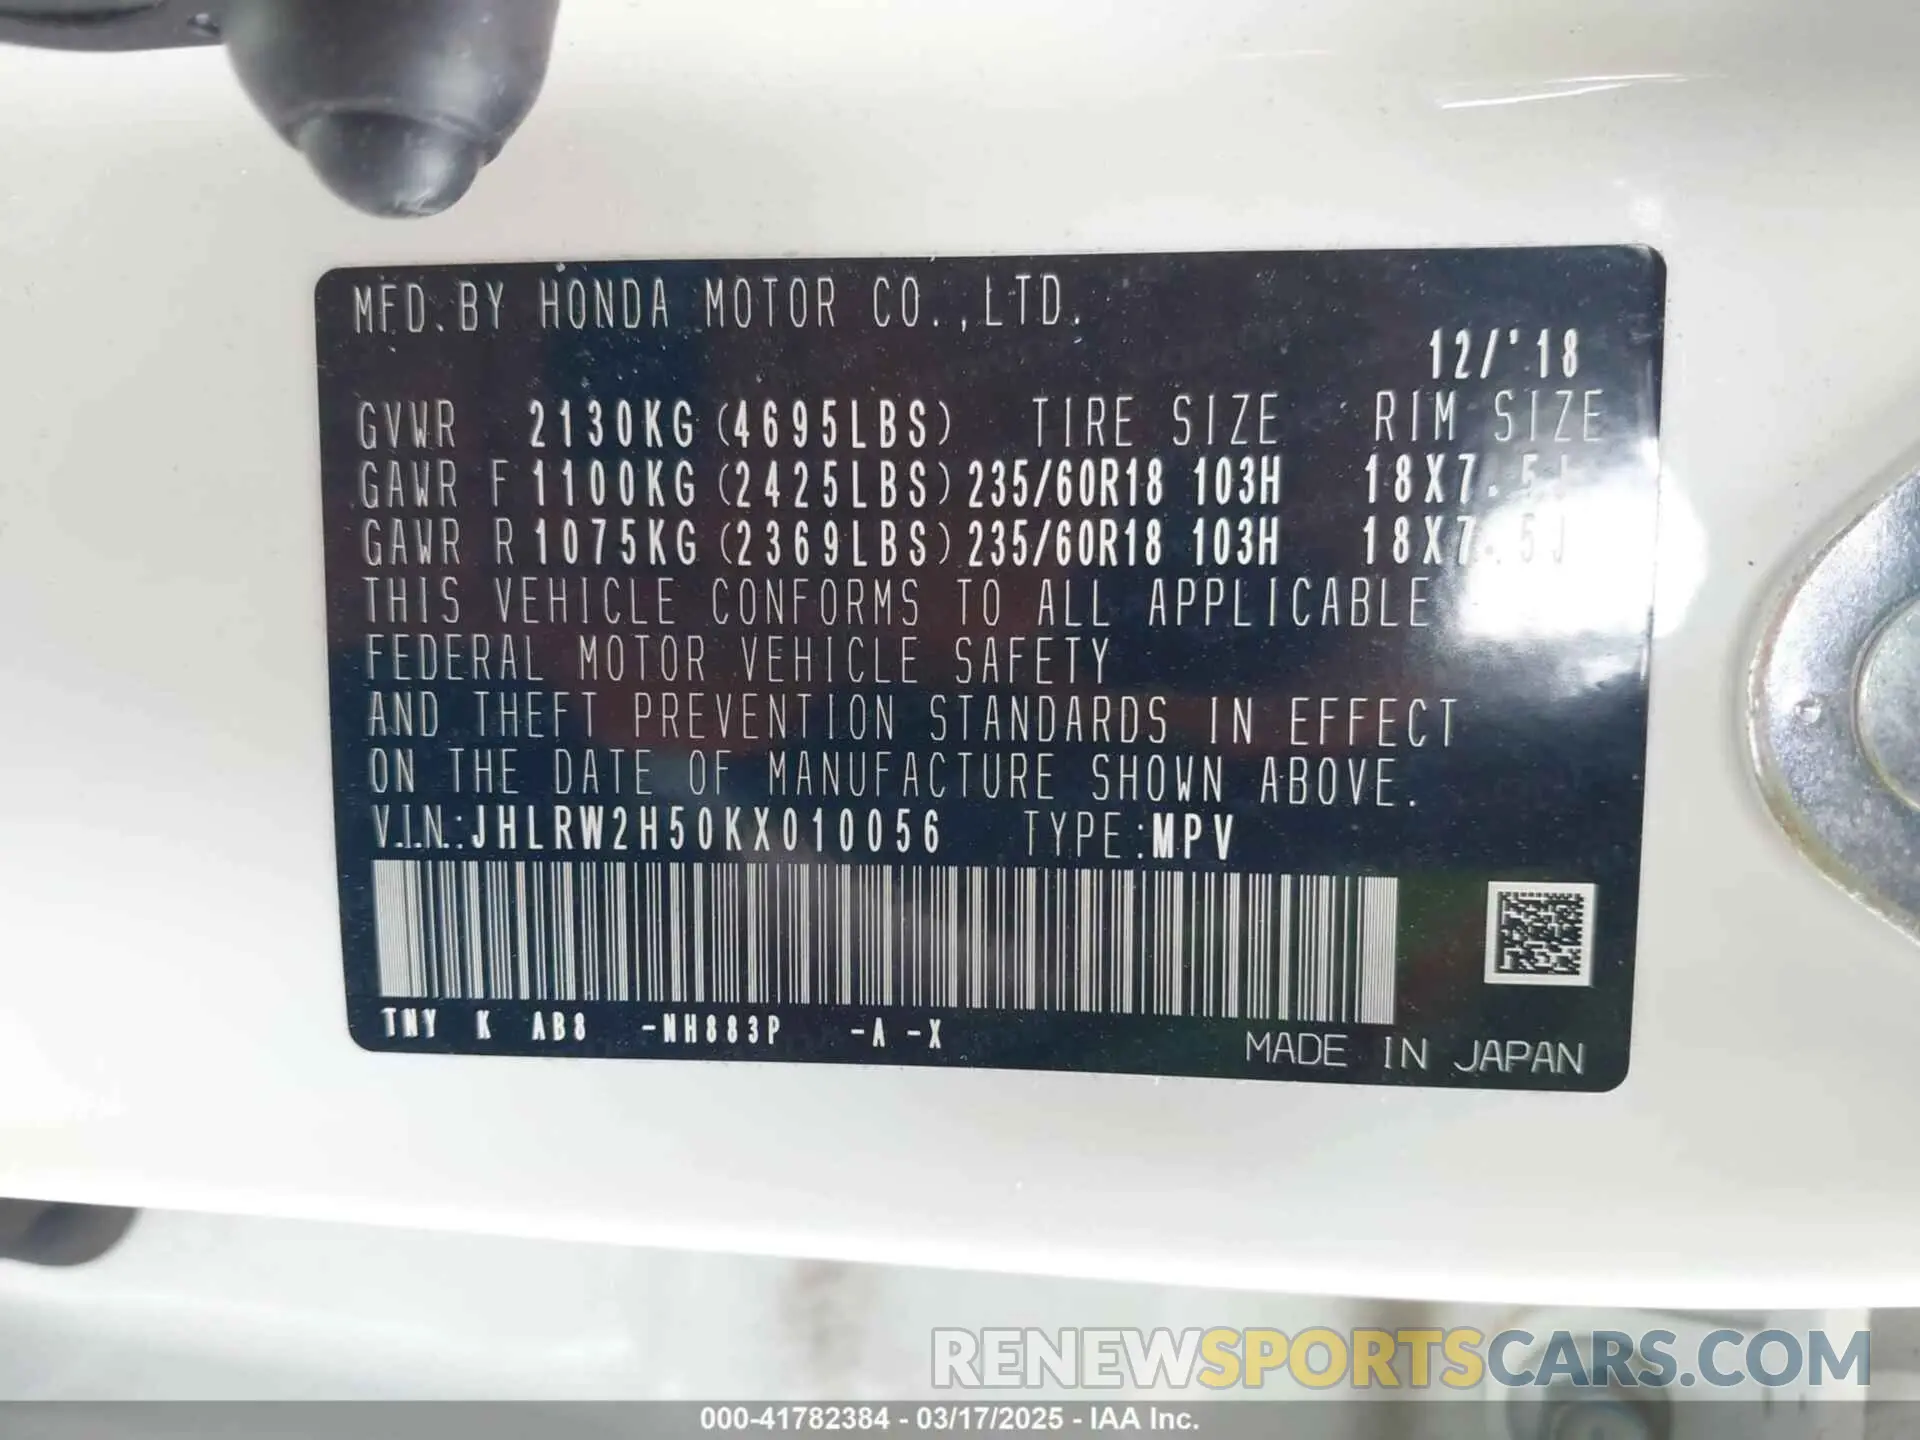 MFD.BY HONDA MOTOR CO.,LTD.
12/'18
GVWR 2130KG (4695LBS) TIRE SIZE RIM SIZE
GAWR F 1100KG (2425LBS) 235/60R18 103H 18X7.5J
GAWR R 1075KG (2369LBS) 235/60R18 103H 18X7.5J
THIS VEHICLE CONFORMS TO ALL APPLICABLE
FEDERAL MOTOR VEHICLE SAFETY
AND THEFT PREVENTION STANDARDS IN EFFECT
ON THE DATE OF MANUFACTURE SHOWN ABOVE.
V.I.N.:JHLRW2H50KX010056 TYPE:MPV
TNY K AB8 -NH883P -A -X
MADE IN JAPAN
RENEWSPORTSCARS.COM
000-41782384 - 03/17/2025 - IAA Inc.